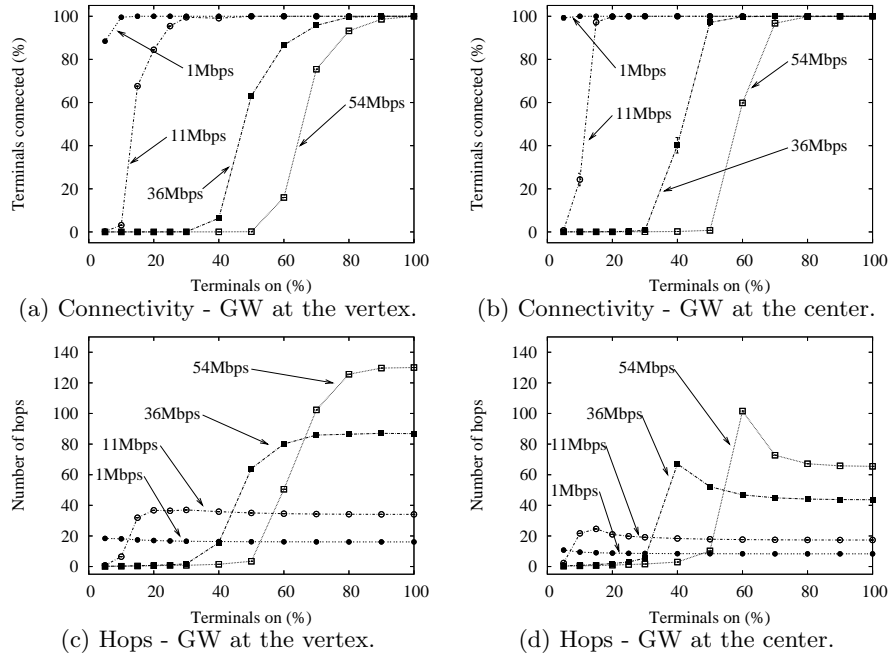 100
80
60
40
20
0
Terminals connected (%)
1Mbps
11Mbps
36Mbps
54Mbps
0 20 40 60 80 100
Terminals on (%)
(a) Connectivity - GW at the vertex.
100
80
60
40
20
0
Terminals connected (%)
1Mbps
11Mbps
54Mbps
36Mbps
0 20 40 60 80 100
Terminals on (%)
(b) Connectivity - GW at the center.
140
120
100
80
60
40
20
0
Number of hops
54Mbps
36Mbps
11Mbps
1Mbps
0 20 40 60 80 100
Terminals on (%)
(c) Hops - GW at the vertex.
140
120
100
80
60
40
20
0
Number of hops
54Mbps
36Mbps
11Mbps
1Mbps
0 20 40 60 80 100
Terminals on (%)
(d) Hops - GW at the center.